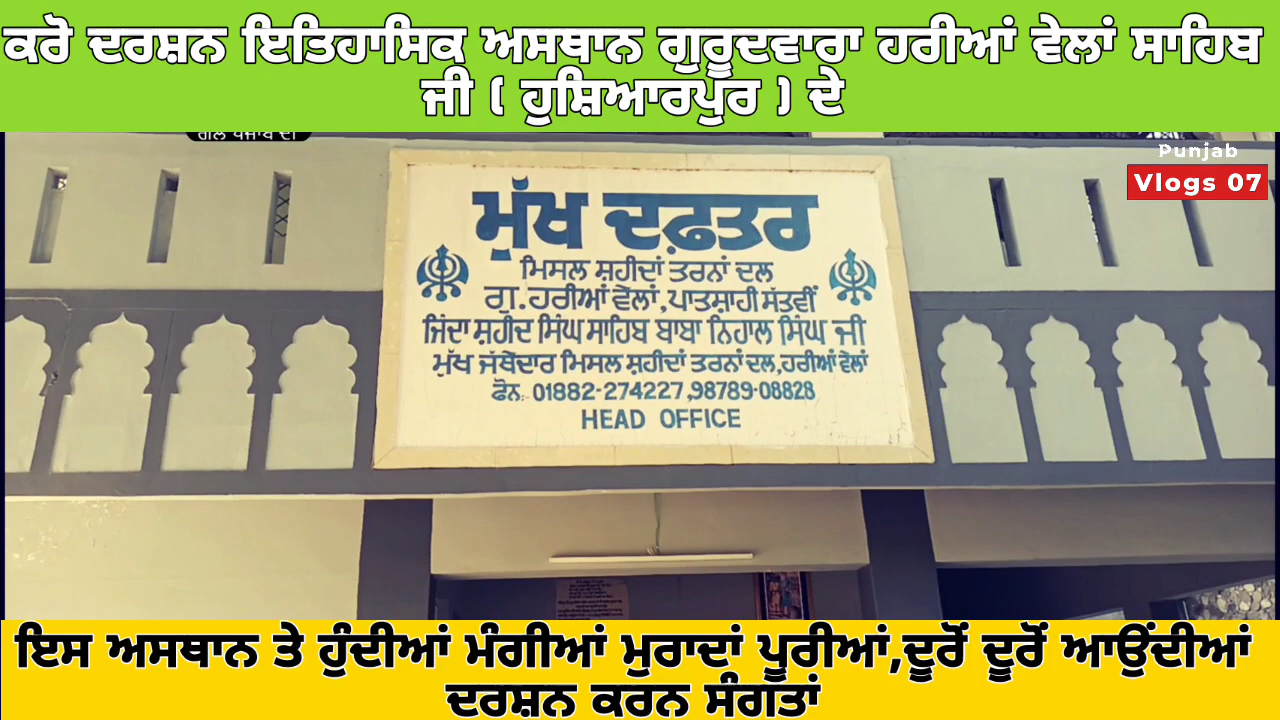 ਕਰੋ ਦਰਸ਼ਨ ਇਤਿਹਾਸਿਕ ਅਸਥਾਨ ਗੁਰੂਦਵਾਰਾ ਹਰੀਆਂ ਵੇਲਾਂ ਸਾਹਿਬ
ਜੀ ( ਹੁਸ਼ਿਆਰਪੁਰ ) ਦੇ
Punjab
Vlogs 07
ਮੁੱਖ ਦਫ਼ਤਰ
ਮਿਸਲ ਸ਼ਹੀਦਾਂ ਤਰਨਾਂ ਦਲ
ਗੁ.ਹਰੀਆਂ ਵੇਲਾਂ,ਪਾਤਸ਼ਾਹੀ ਸੱਤਵੀਂ
ਜਿੰਦਾ ਸ਼ਹੀਦ ਸਿੰਘ ਸਾਹਿਬ ਬਾਬਾ ਨਿਹਾਲ ਸਿੰਘ ਜੀ
ਮੁੱਖ ਜੱਥੇਦਾਰ ਮਿਸਲ ਸ਼ਹੀਦਾਂ ਤਰਨਾਂ ਦਲ,ਹਰੀਆਂ ਵੇਲਾਂ
ਫੋਨ:- 01882-274227,98789-08828
HEAD OFFICE
ਇਸ ਅਸਥਾਨ ਤੇ ਹੁੰਦੀਆਂ ਮੰਗੀਆਂ ਮੁਰਾਦਾਂ ਪੂਰੀਆਂ,ਦੂਰੋਂ ਦੂਰੋਂ ਆਉਂਦੀਆਂ
ਦਰਸ਼ਨ ਕਰਨ ਸੰਗਤਾਂ